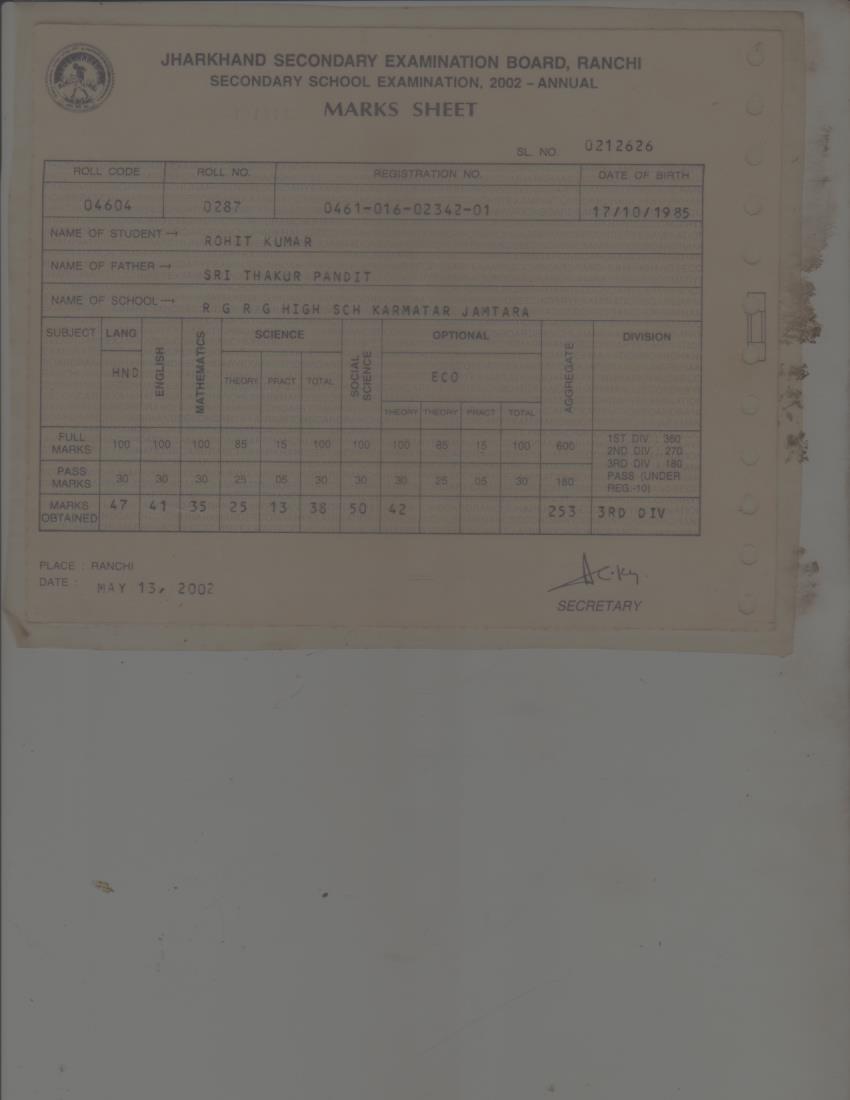 JHARKHAND SECONDARY EXAMINATION BOARD, RANCHI
SECONDARY SCHOOL EXAMINATION, 2002 – ANNUAL
MARKS SHEET
SL. NO. 0212626
ROLL CODE ROLL NO. REGISTRATION NO. DATE OF BIRTH
04604 0287 0461-016-02342-01 17/10/1985
NAME OF STUDENT → ROHIT KUMAR
NAME OF FATHER → SRI THAKUR PANDIT
NAME OF SCHOOL → R G R G HIGH SCH KARMATAR JAMTARA
SUBJECT LANG ENGLISH MATHEMATICS SCIENCE SOCIAL SCIENCE OPTIONAL AGGREGATE DIVISION
HND ECO
THEORY PRACT TOTAL
THEORY THEORY PRACT TOTAL
FULL MARKS 100 100 100 85 15 100 100 100 85 15 100 600
1ST DIV : 360
2ND DIV : 270
3RD DIV : 180
PASS MARKS 30 30 30 25 05 30 30 30 25 05 30 180
PASS (UNDER
REG.-10)
MARKS OBTAINED 47 41 35 25 13 38 50 42 253 3RD DIV
PLACE : RANCHI
DATE : MAY 13, 2002
SECRETARY